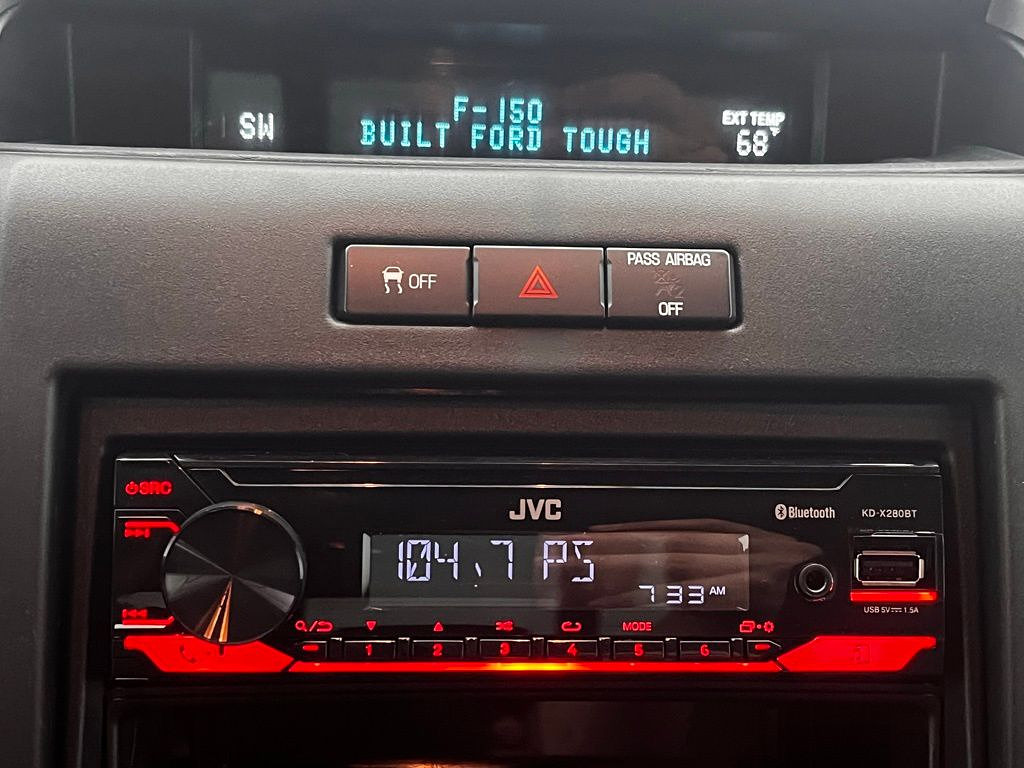 SW
F-150
BUILT FORD TOUGH
EXT TEMP
68°F
OFF
PASS AIRBAG
OFF
SRC
JVC
Bluetooth
KD-X280BT
104.7 PS
7:33 AM
USB 5V⎓1.5A
MODE
1 2 3 4 5 6